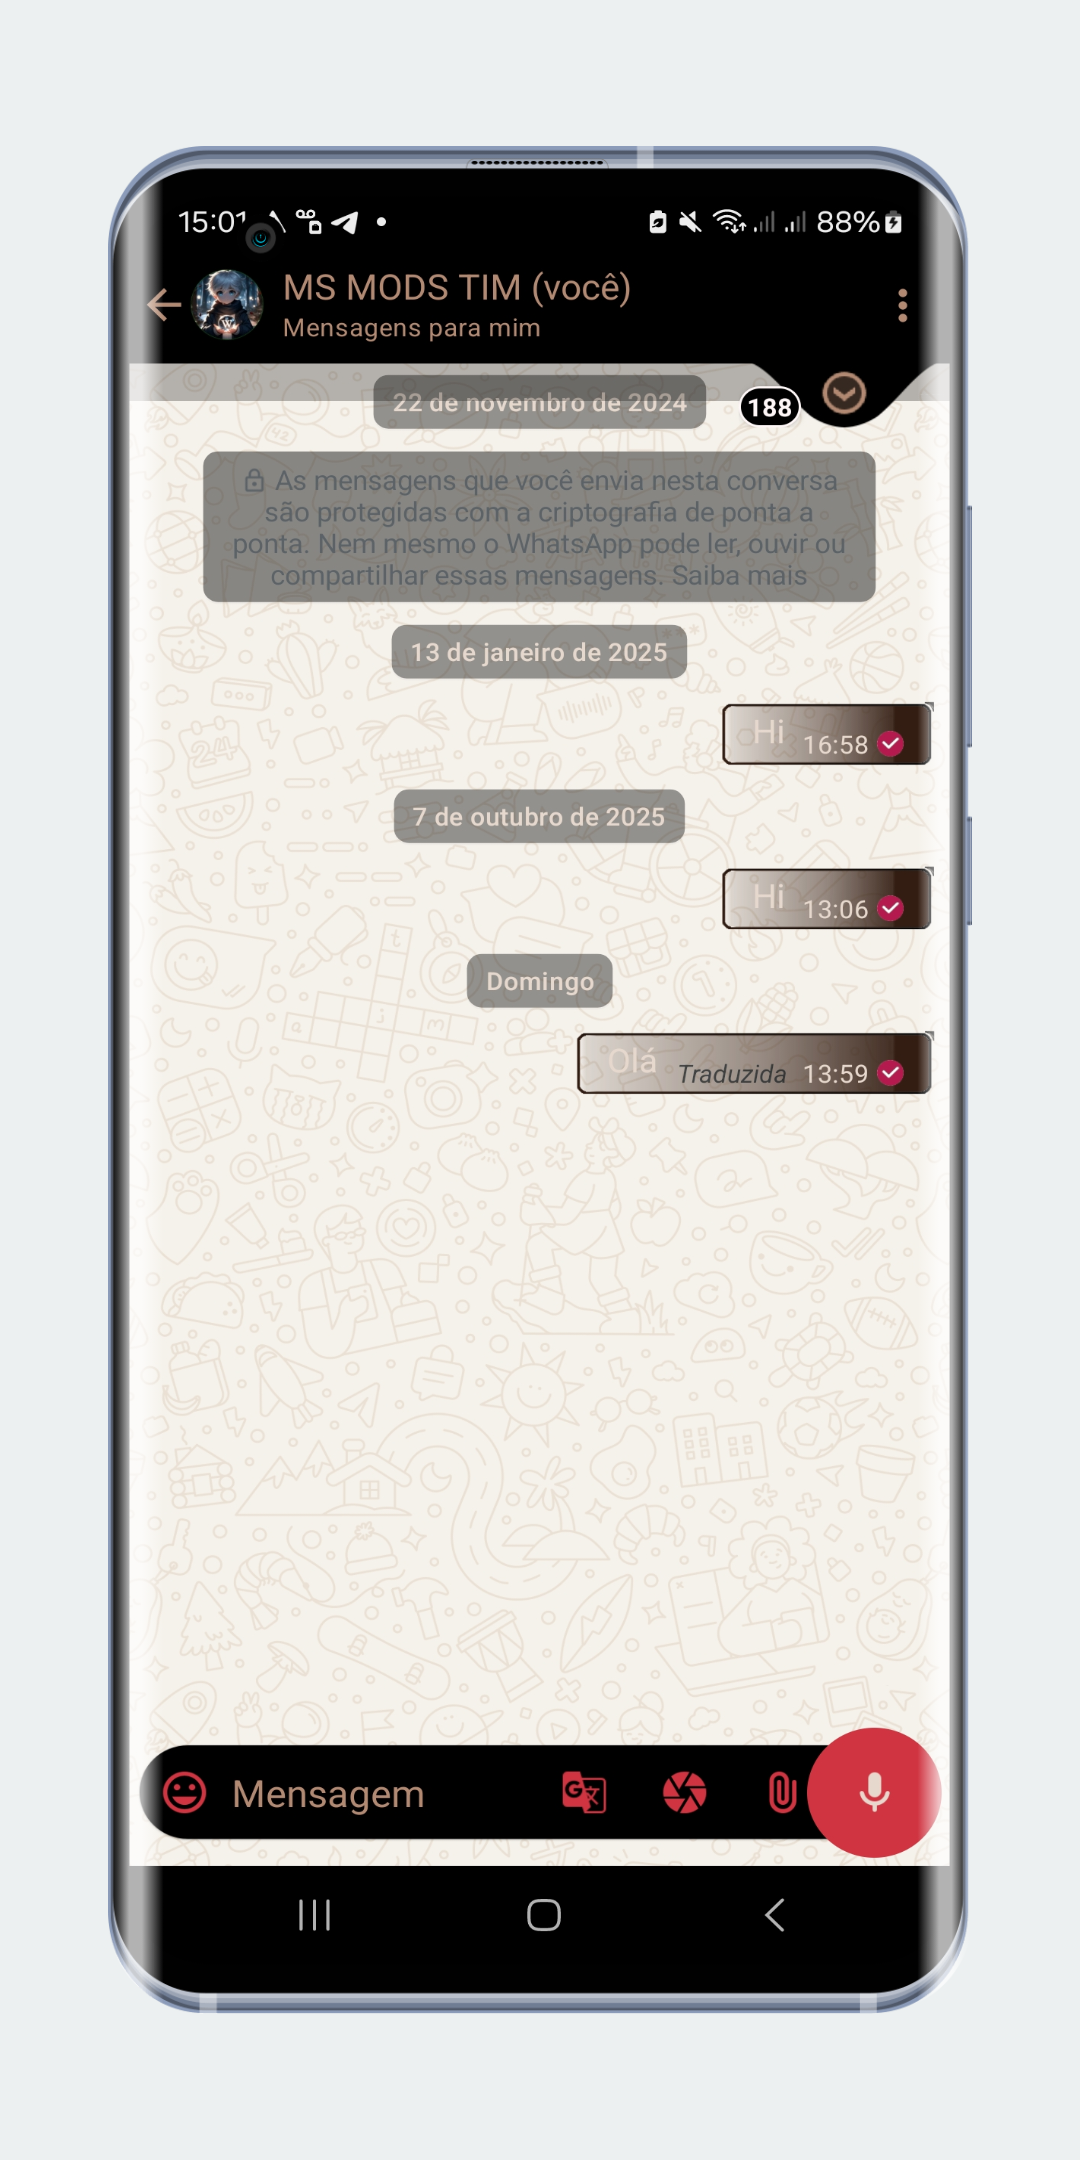 15:01
88%
MS MODS TIM (você)
Mensagens para mim
22 de novembro de 2024
188
As mensagens que você envia nesta conversa
são protegidas com a criptografia de ponta a
ponta. Nem mesmo o WhatsApp pode ler, ouvir ou
compartilhar essas mensagens. Saiba mais
13 de janeiro de 2025
Hi 16:58
7 de outubro de 2025
Hi 13:06
Domingo
Olá Traduzida 13:59
Mensagem